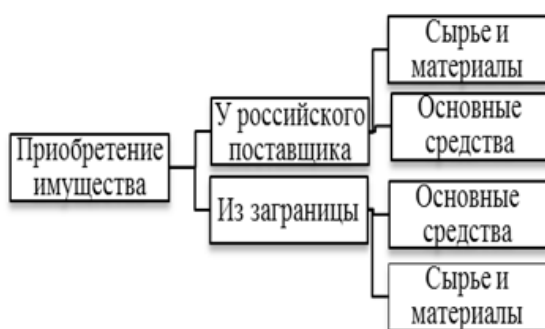 Приобретение
имущества
У российского
поставщика
Сырье и
материалы
Основные
средства
Из заграницы
Основные
средства
Сырье и
материалы